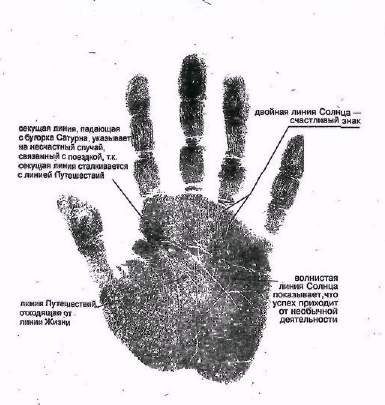 двойная линия Солнца —
счастливый знак
секущая линия, падающая
с бугорка Сатурна, указывает
на несчастный случай,
связанный с поездкой, т.к.
секущая линия сталкивается
с линией Путешествий
волнистая
линия Солнца
показывает, что
успех приходит
от необычной
деятельности
линия Путешествий,
отходящая от
линии Жизни